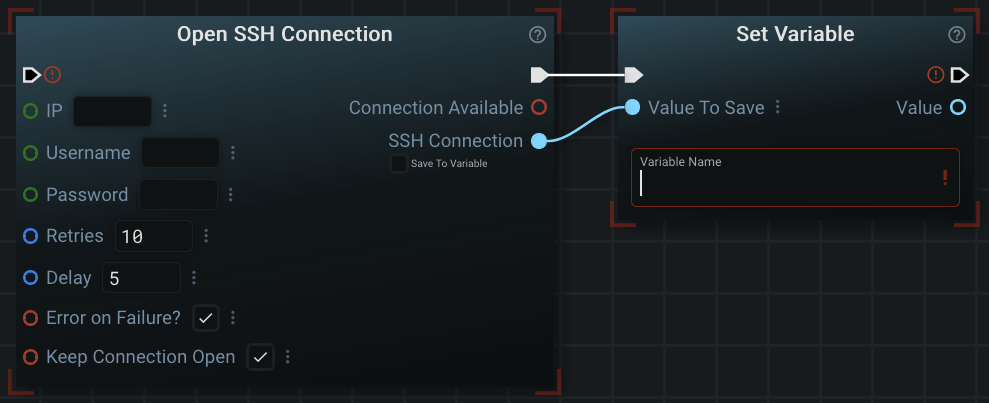 Open SSH Connection
?
!
IP
Username
Password
Retries 10
Delay 5
Error on Failure?
Keep Connection Open
Connection Available
SSH Connection
Save To Variable
Set Variable
?
!
Value To Save
Value
Variable Name
!